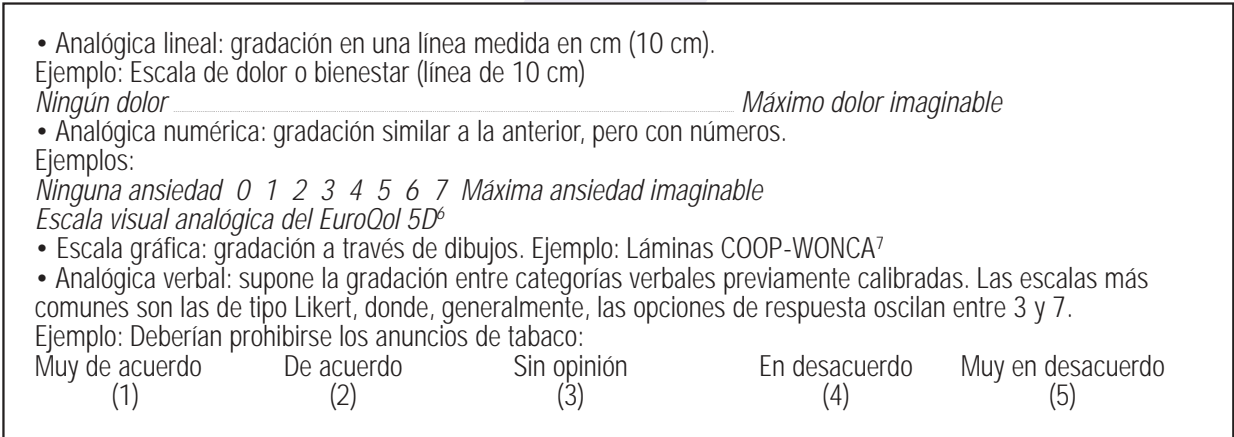 • Analógica lineal: gradación en una línea medida en cm (10 cm).
Ejemplo: Escala de dolor o bienestar (línea de 10 cm)
Ningún dolor ........................................ Máximo dolor imaginable
• Analógica numérica: gradación similar a la anterior, pero con números.
Ejemplos:
Ninguna ansiedad 0 1 2 3 4 5 6 7 Máxima ansiedad imaginable
Escala visual analógica del EuroQol 5D⁶
• Escala gráfica: gradación a través de dibujos. Ejemplo: Láminas COOP-WONCA⁷
• Analógica verbal: supone la gradación entre categorías verbales previamente calibradas. Las escalas más
comunes son las de tipo Likert, donde, generalmente, las opciones de respuesta oscilan entre 3 y 7.
Ejemplo: Deberían prohibirse los anuncios de tabaco:
Muy de acuerdo De acuerdo Sin opinión En desacuerdo Muy en desacuerdo
(1) (2) (3) (4) (5)